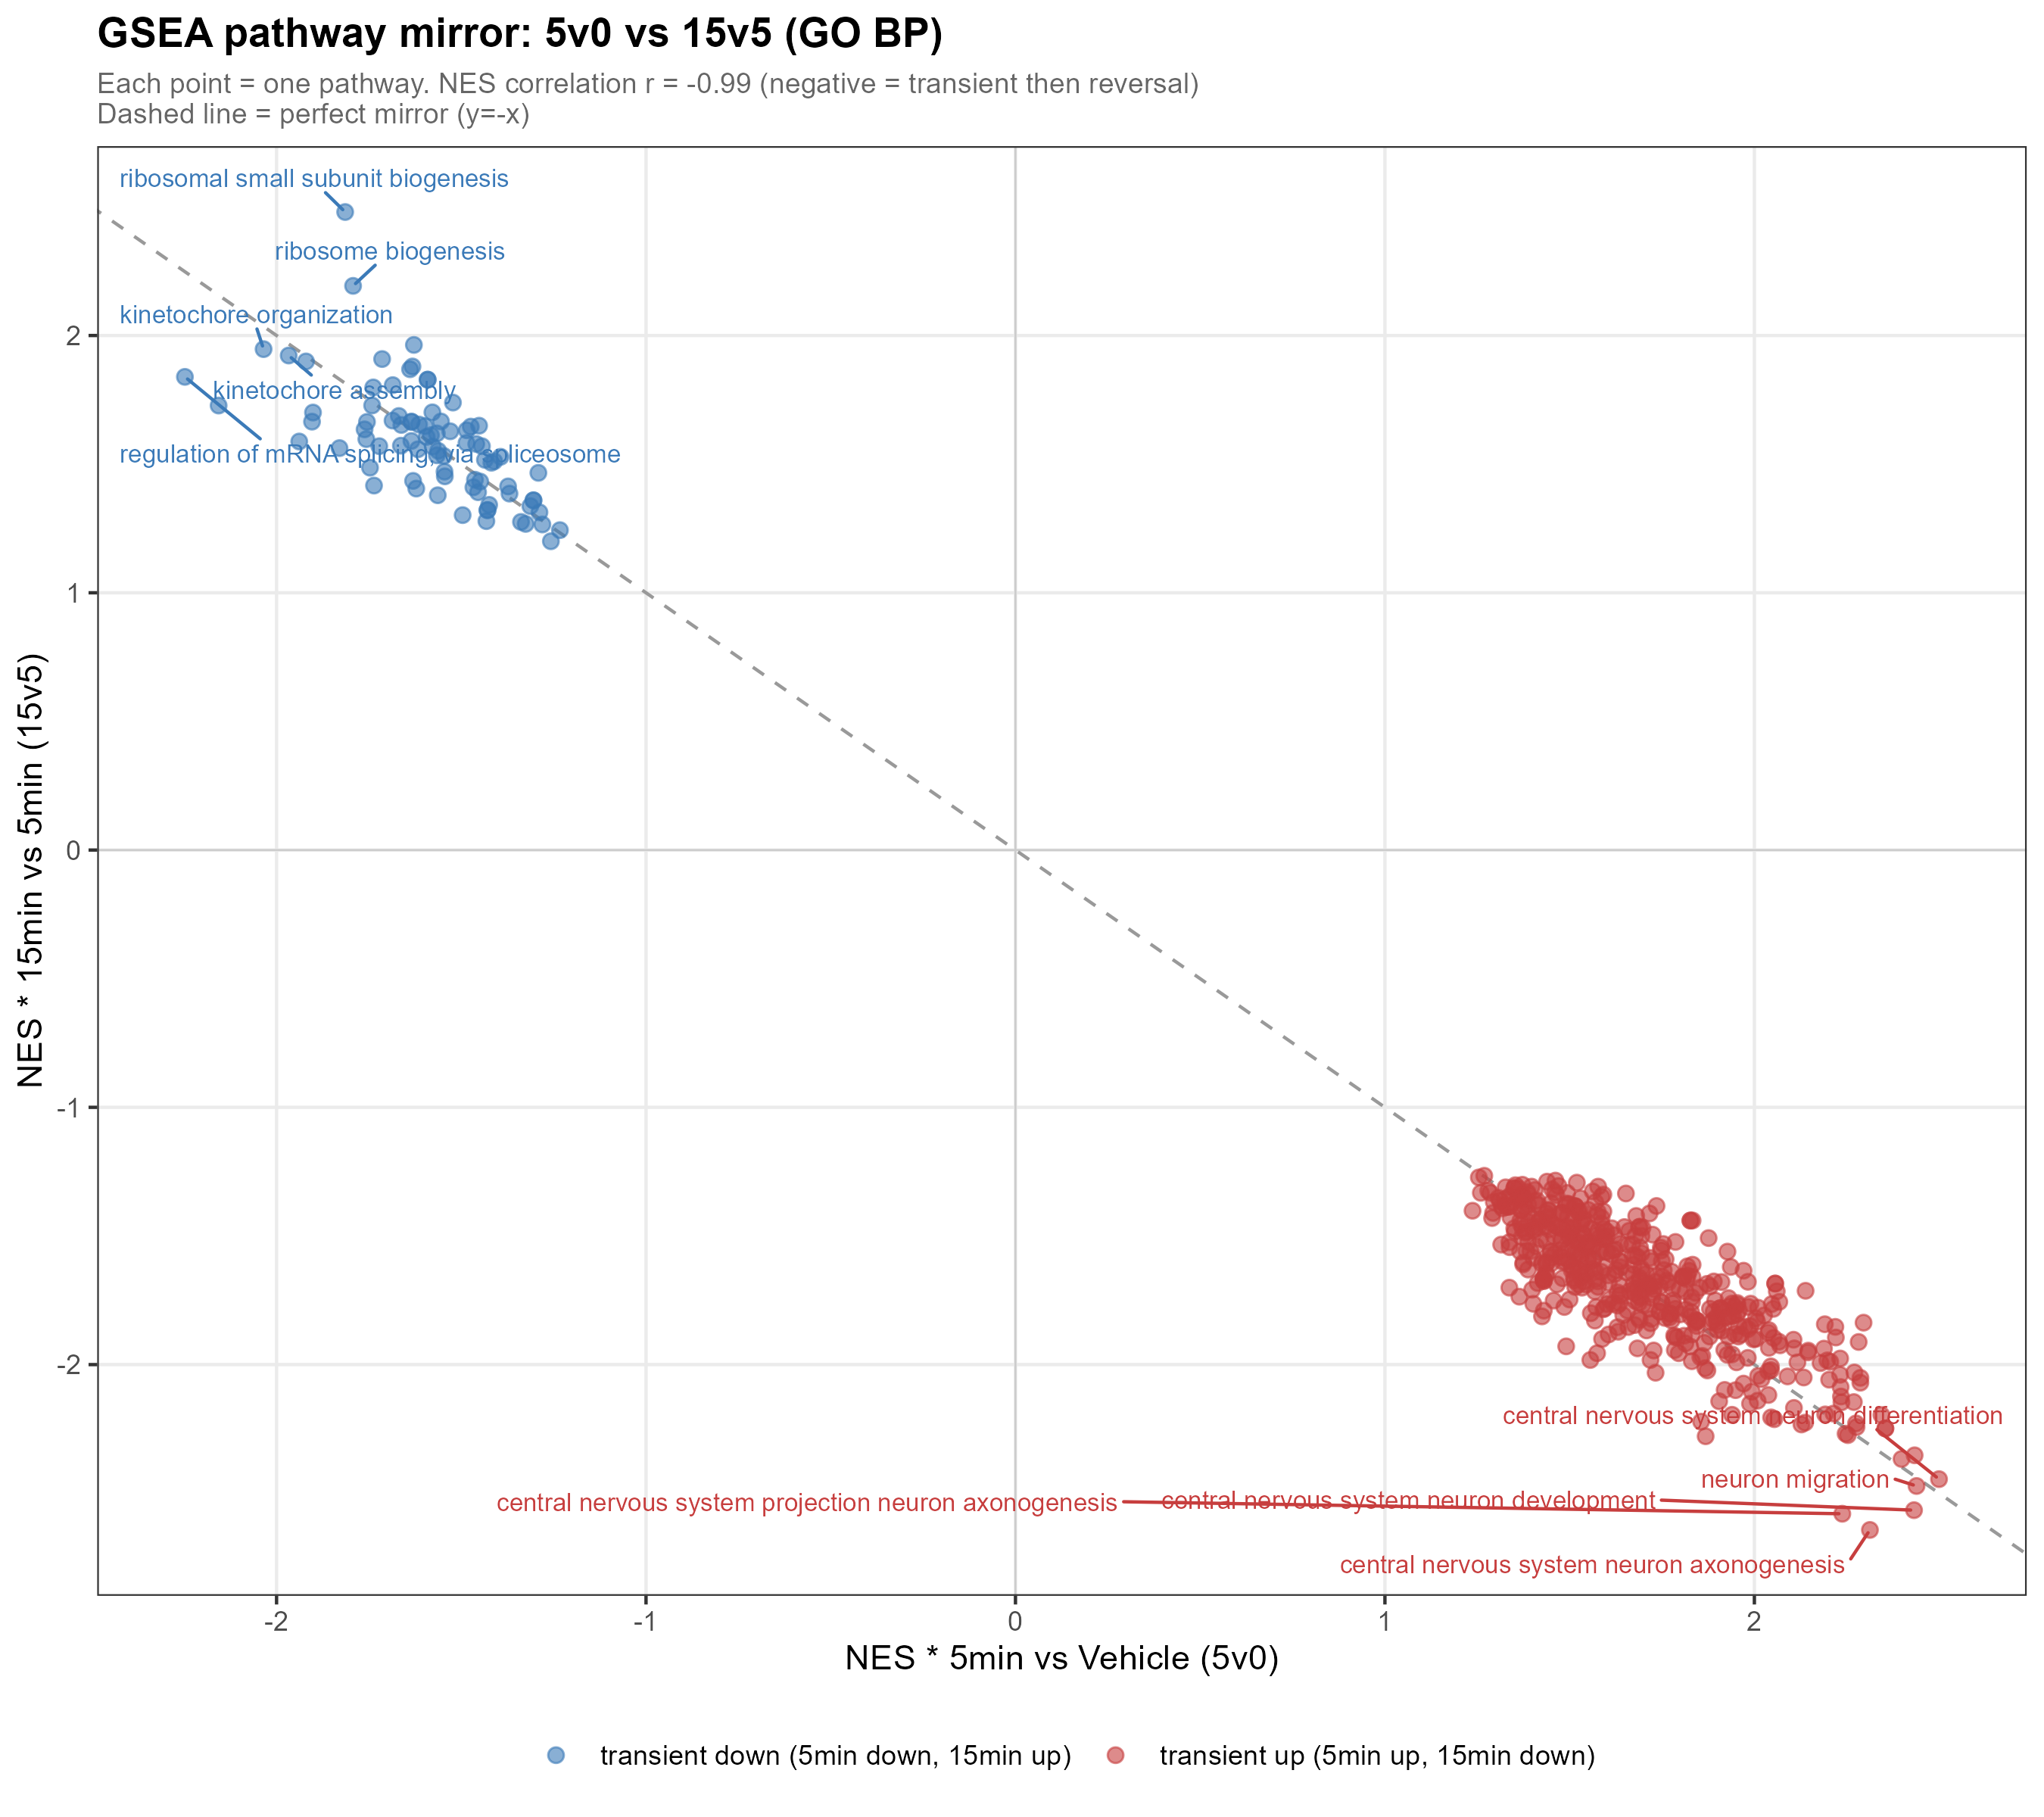 GSEA pathway mirror: 5v0 vs 15v5 (GO BP)
Each point = one pathway. NES correlation r = -0.99 (negative = transient then reversal)
Dashed line = perfect mirror (y=-x)
ribosomal small subunit biogenesis
ribosome biogenesis
kinetochore organization
kinetochore assembly
regulation of mRNA splicing, via spliceosome
central nervous system neuron differentiation
neuron migration
central nervous system projection neuron axonogenesis
central nervous system neuron development
central nervous system neuron axonogenesis
2
1
0
-1
-2
NES * 15min vs 5min (15v5)
-2
-1
0
1
2
NES * 5min vs Vehicle (5v0)
transient down (5min down, 15min up)
transient up (5min up, 15min down)